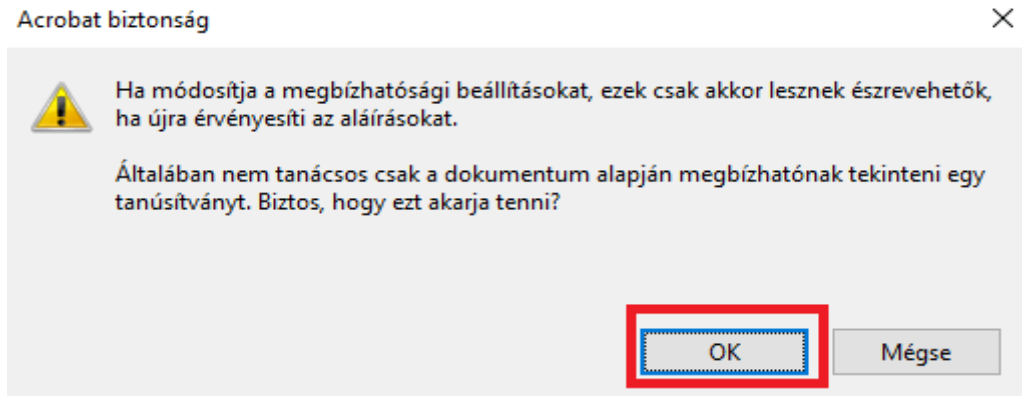 Acrobat biztonság
Ha módosítja a megbízhatósági beállításokat, ezek csak akkor lesznek észrevehetők,
ha újra érvényesíti az aláírásokat.
Általában nem tanácsos csak a dokumentum alapján megbízhatónak tekinteni egy
tanúsítványt. Biztos, hogy ezt akarja tenni?
OK
Mégse